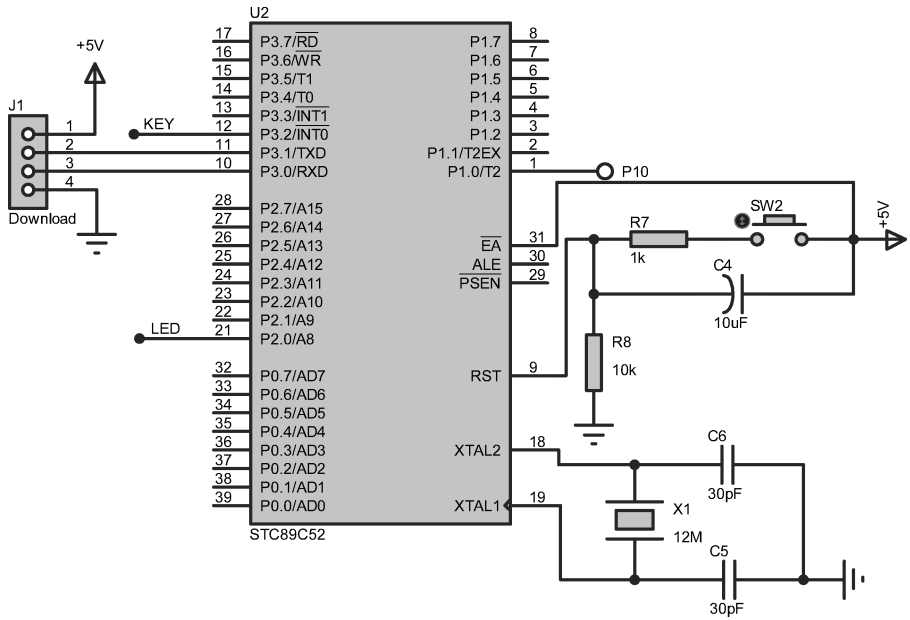 U2
17 P3.7/RD P1.7 8
16 P3.6/WR P1.6 7
15 P3.5/T1 P1.5 6
14 P3.4/T0 P1.4 5
13 P3.3/INT1 P1.3 4
12 P3.2/INT0 P1.2 3
11 P3.1/TXD P1.1/T2EX 2
10 P3.0/RXD P1.0/T2 1
+5V
J1
1
2
3
4
Download
KEY
P10
28 P2.7/A15
27 P2.6/A14
26 P2.5/A13 EA 31
25 P2.4/A12 ALE 30
24 P2.3/A11 PSEN 29
23 P2.2/A10
22 P2.1/A9
21 P2.0/A8
LED
R7
1k
SW2
+5V
C4
10uF
R8
10k
32 P0.7/AD7 RST 9
33 P0.6/AD6
34 P0.5/AD5
35 P0.4/AD4
36 P0.3/AD3 XTAL2 18
37 P0.2/AD2
38 P0.1/AD1
39 P0.0/AD0 XTAL1 19
STC89C52
C6
30pF
X1
12M
C5
30pF